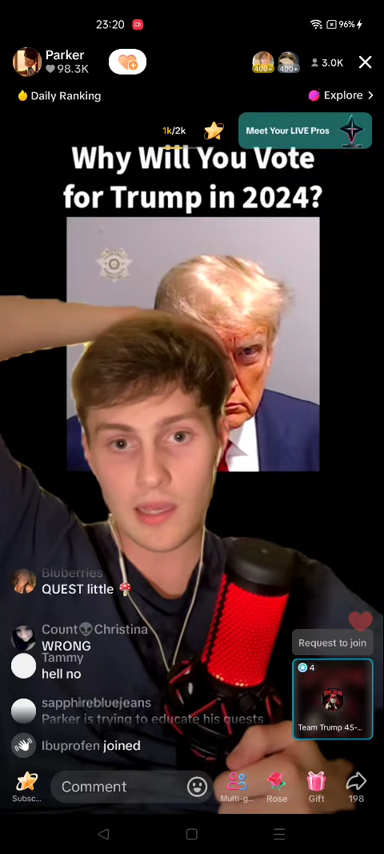 23:20
96%
Parker
98.3K
400+
400+
3.0K
Daily Ranking
Explore >
1k/2k
Meet Your LIVE Pros
Why Will You Vote
for Trump in 2024?
Bluberries
QUEST little 🍄
Count👽Christina
WRONG
Tammy
hell no
sapphirebluejeans
Parker is trying to educate his guests
Ibuprofen joined
Request to join
4
Team Trump 45-...
Subsc...
Comment
Multi-g...
Rose
Gift
198